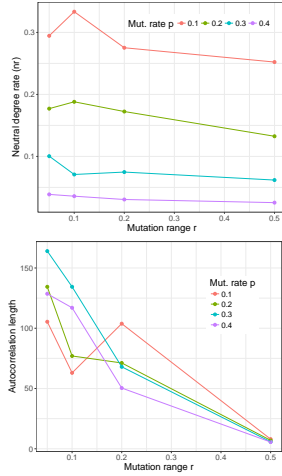 Mut. rate p 0.1 0.2 0.3 0.4
Neutral degree rate (nr)
0.3
0.2
0.1
0.1 0.2 0.3 0.4 0.5
Mutation range r
Mut. rate p
0.1
0.2
0.3
0.4
Autocorrelation length
150
100
50
0
0.1 0.2 0.3 0.4 0.5
Mutation range r